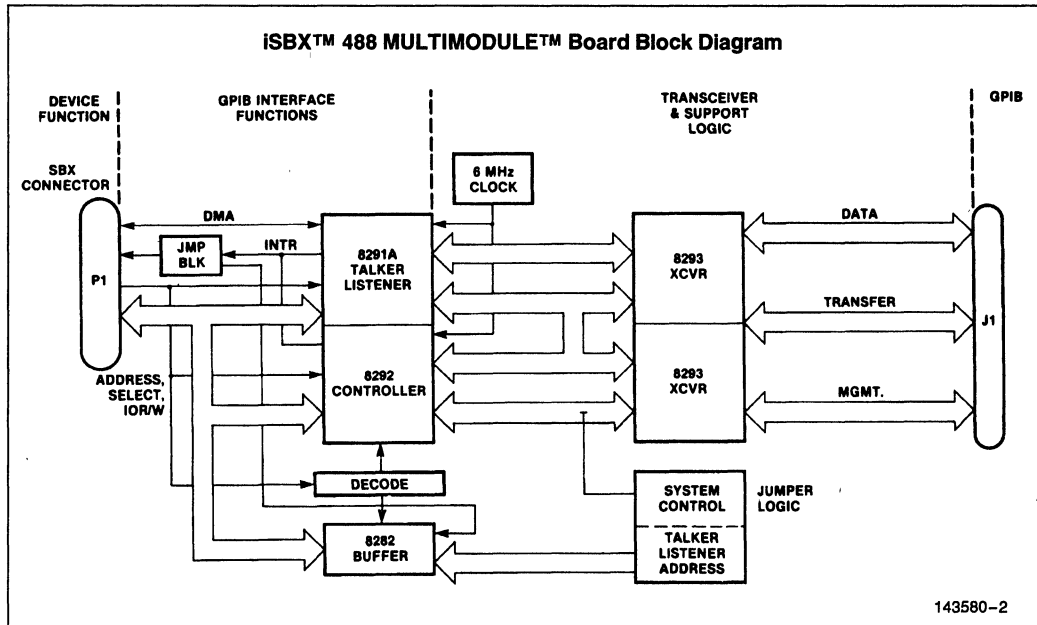 iSBX™ 488 MULTIMODULE™ Board Block Diagram
DEVICE
FUNCTION
GPIB INTERFACE
FUNCTIONS
TRANSCEIVER
& SUPPORT
LOGIC
GPIB
SBX
CONNECTOR
6 MHz
CLOCK
DMA
DATA
JMP
BLK
INTR
8291A
TALKER
LISTENER
8293
XCVR
P1
TRANSFER
J1
ADDRESS,
SELECT,
IOR/W
8292
CONTROLLER
8293
XCVR
MGMT.
DECODE
SYSTEM
CONTROL
JUMPER
LOGIC
8282
BUFFER
TALKER
LISTENER
ADDRESS
143580–2